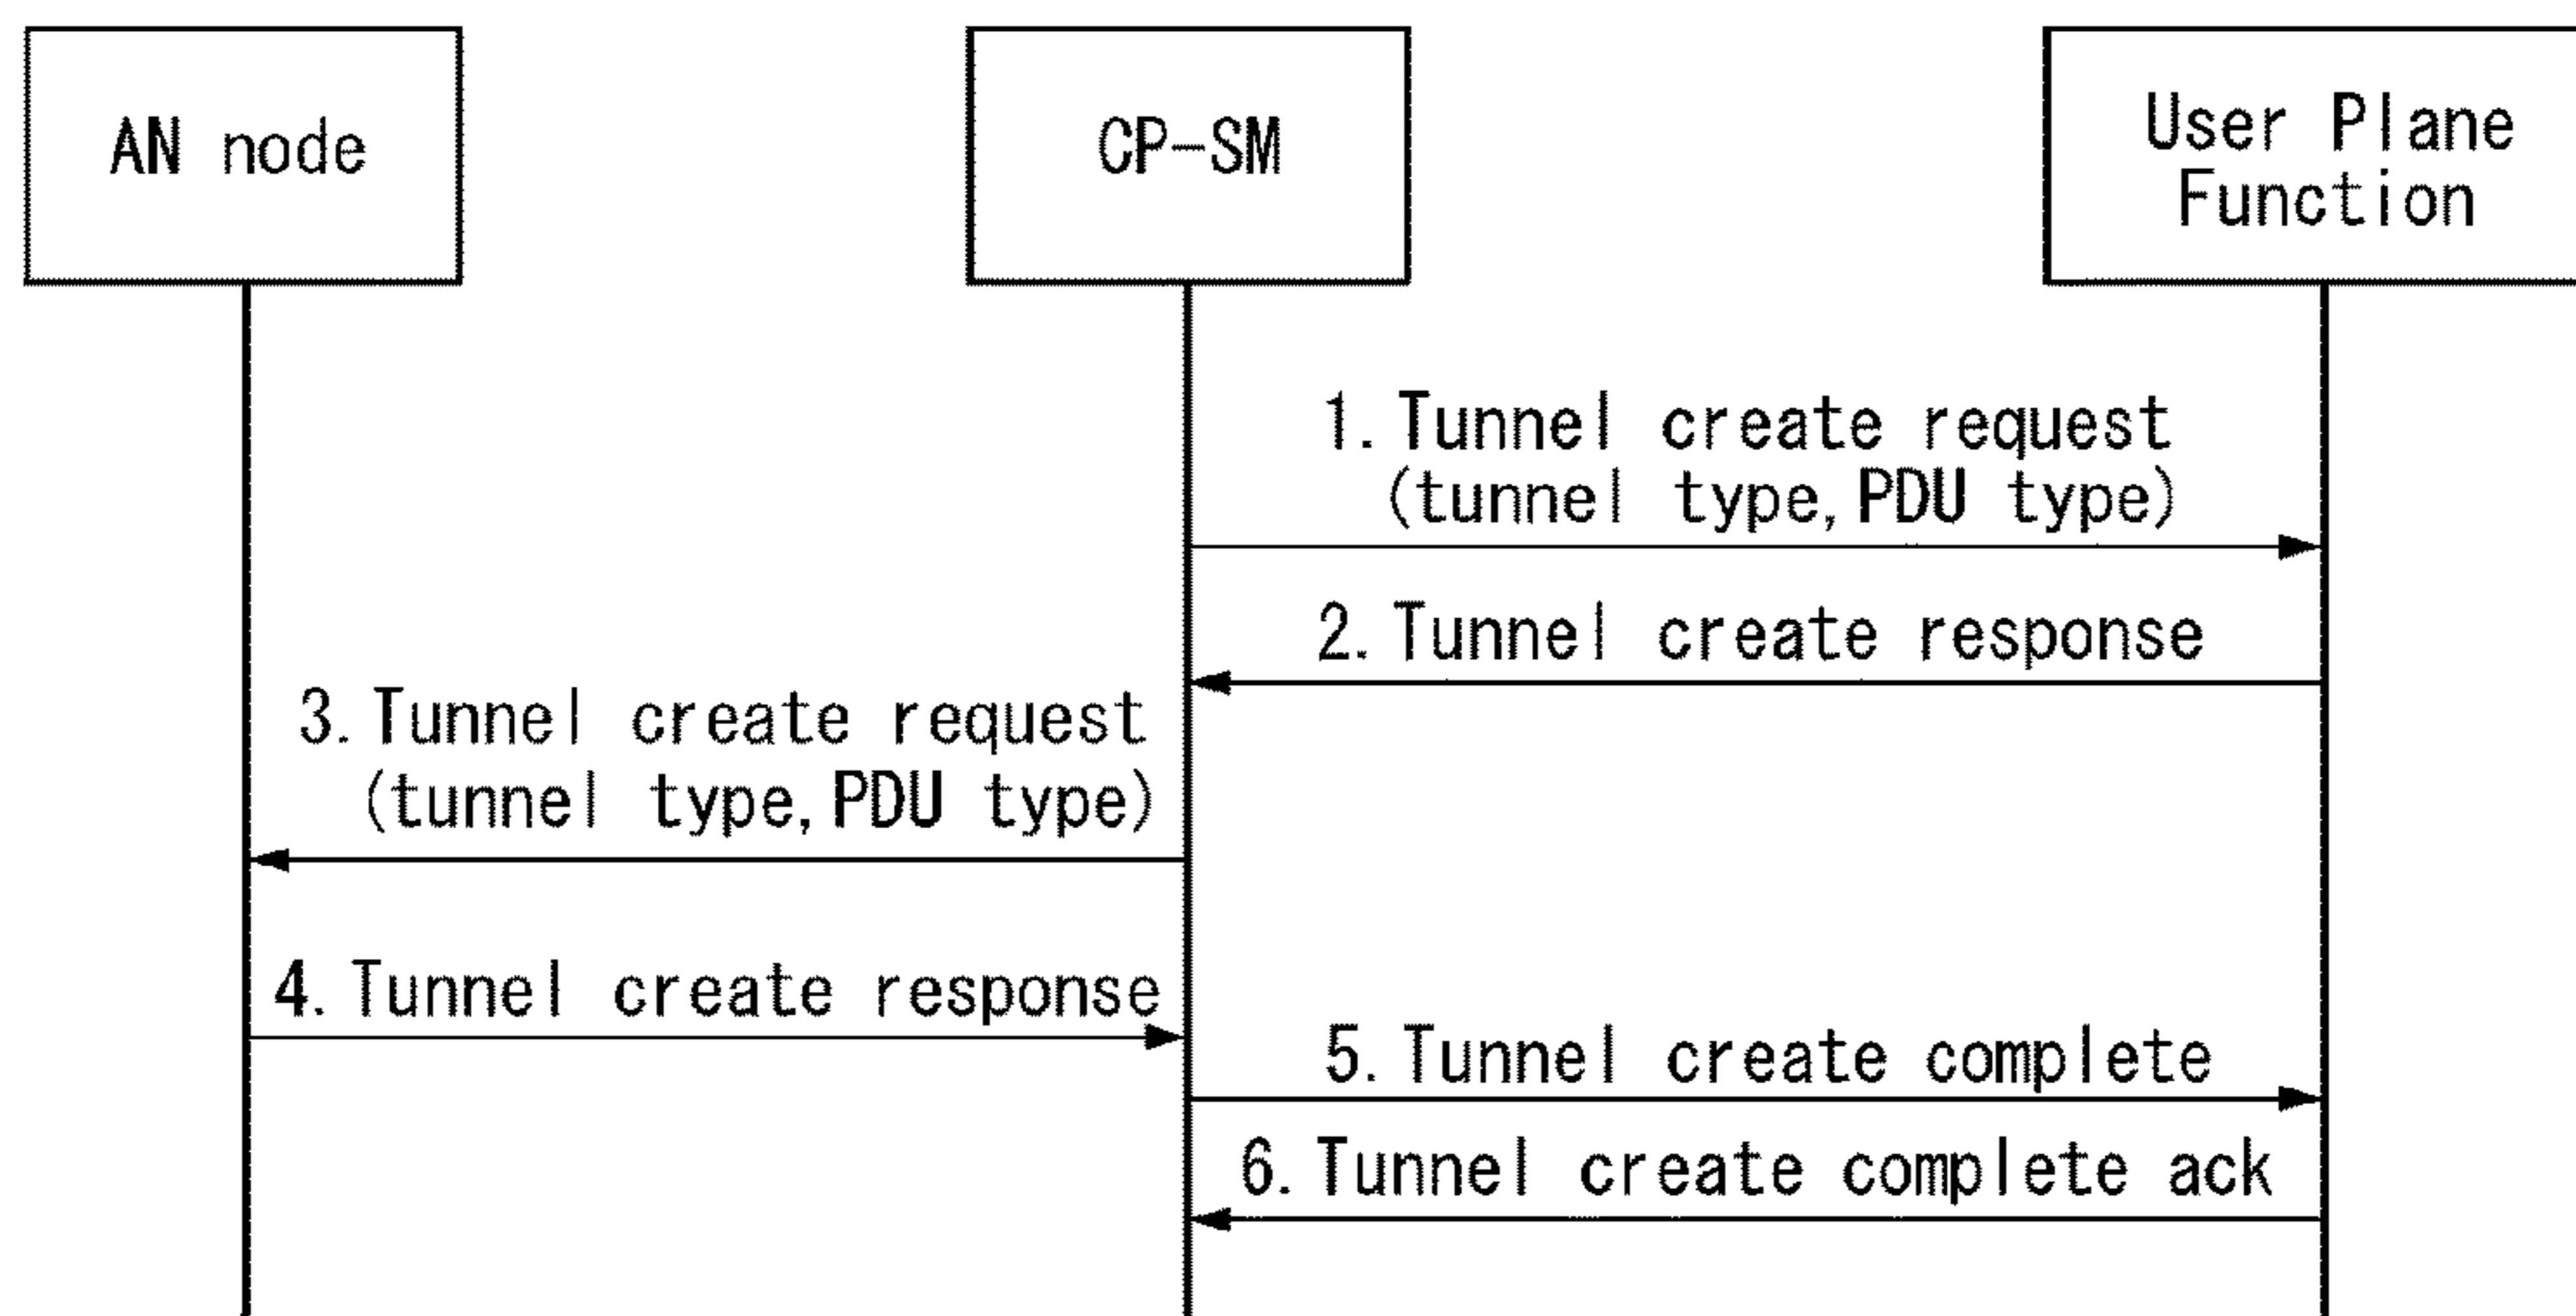 AN node
CP-SM
User Plane
Function
1. Tunnel create request
(tunnel type, PDU type)
2. Tunnel create response
3. Tunnel create request
(tunnel type, PDU type)
4. Tunnel create response
5. Tunnel create complete
6. Tunnel create complete ack